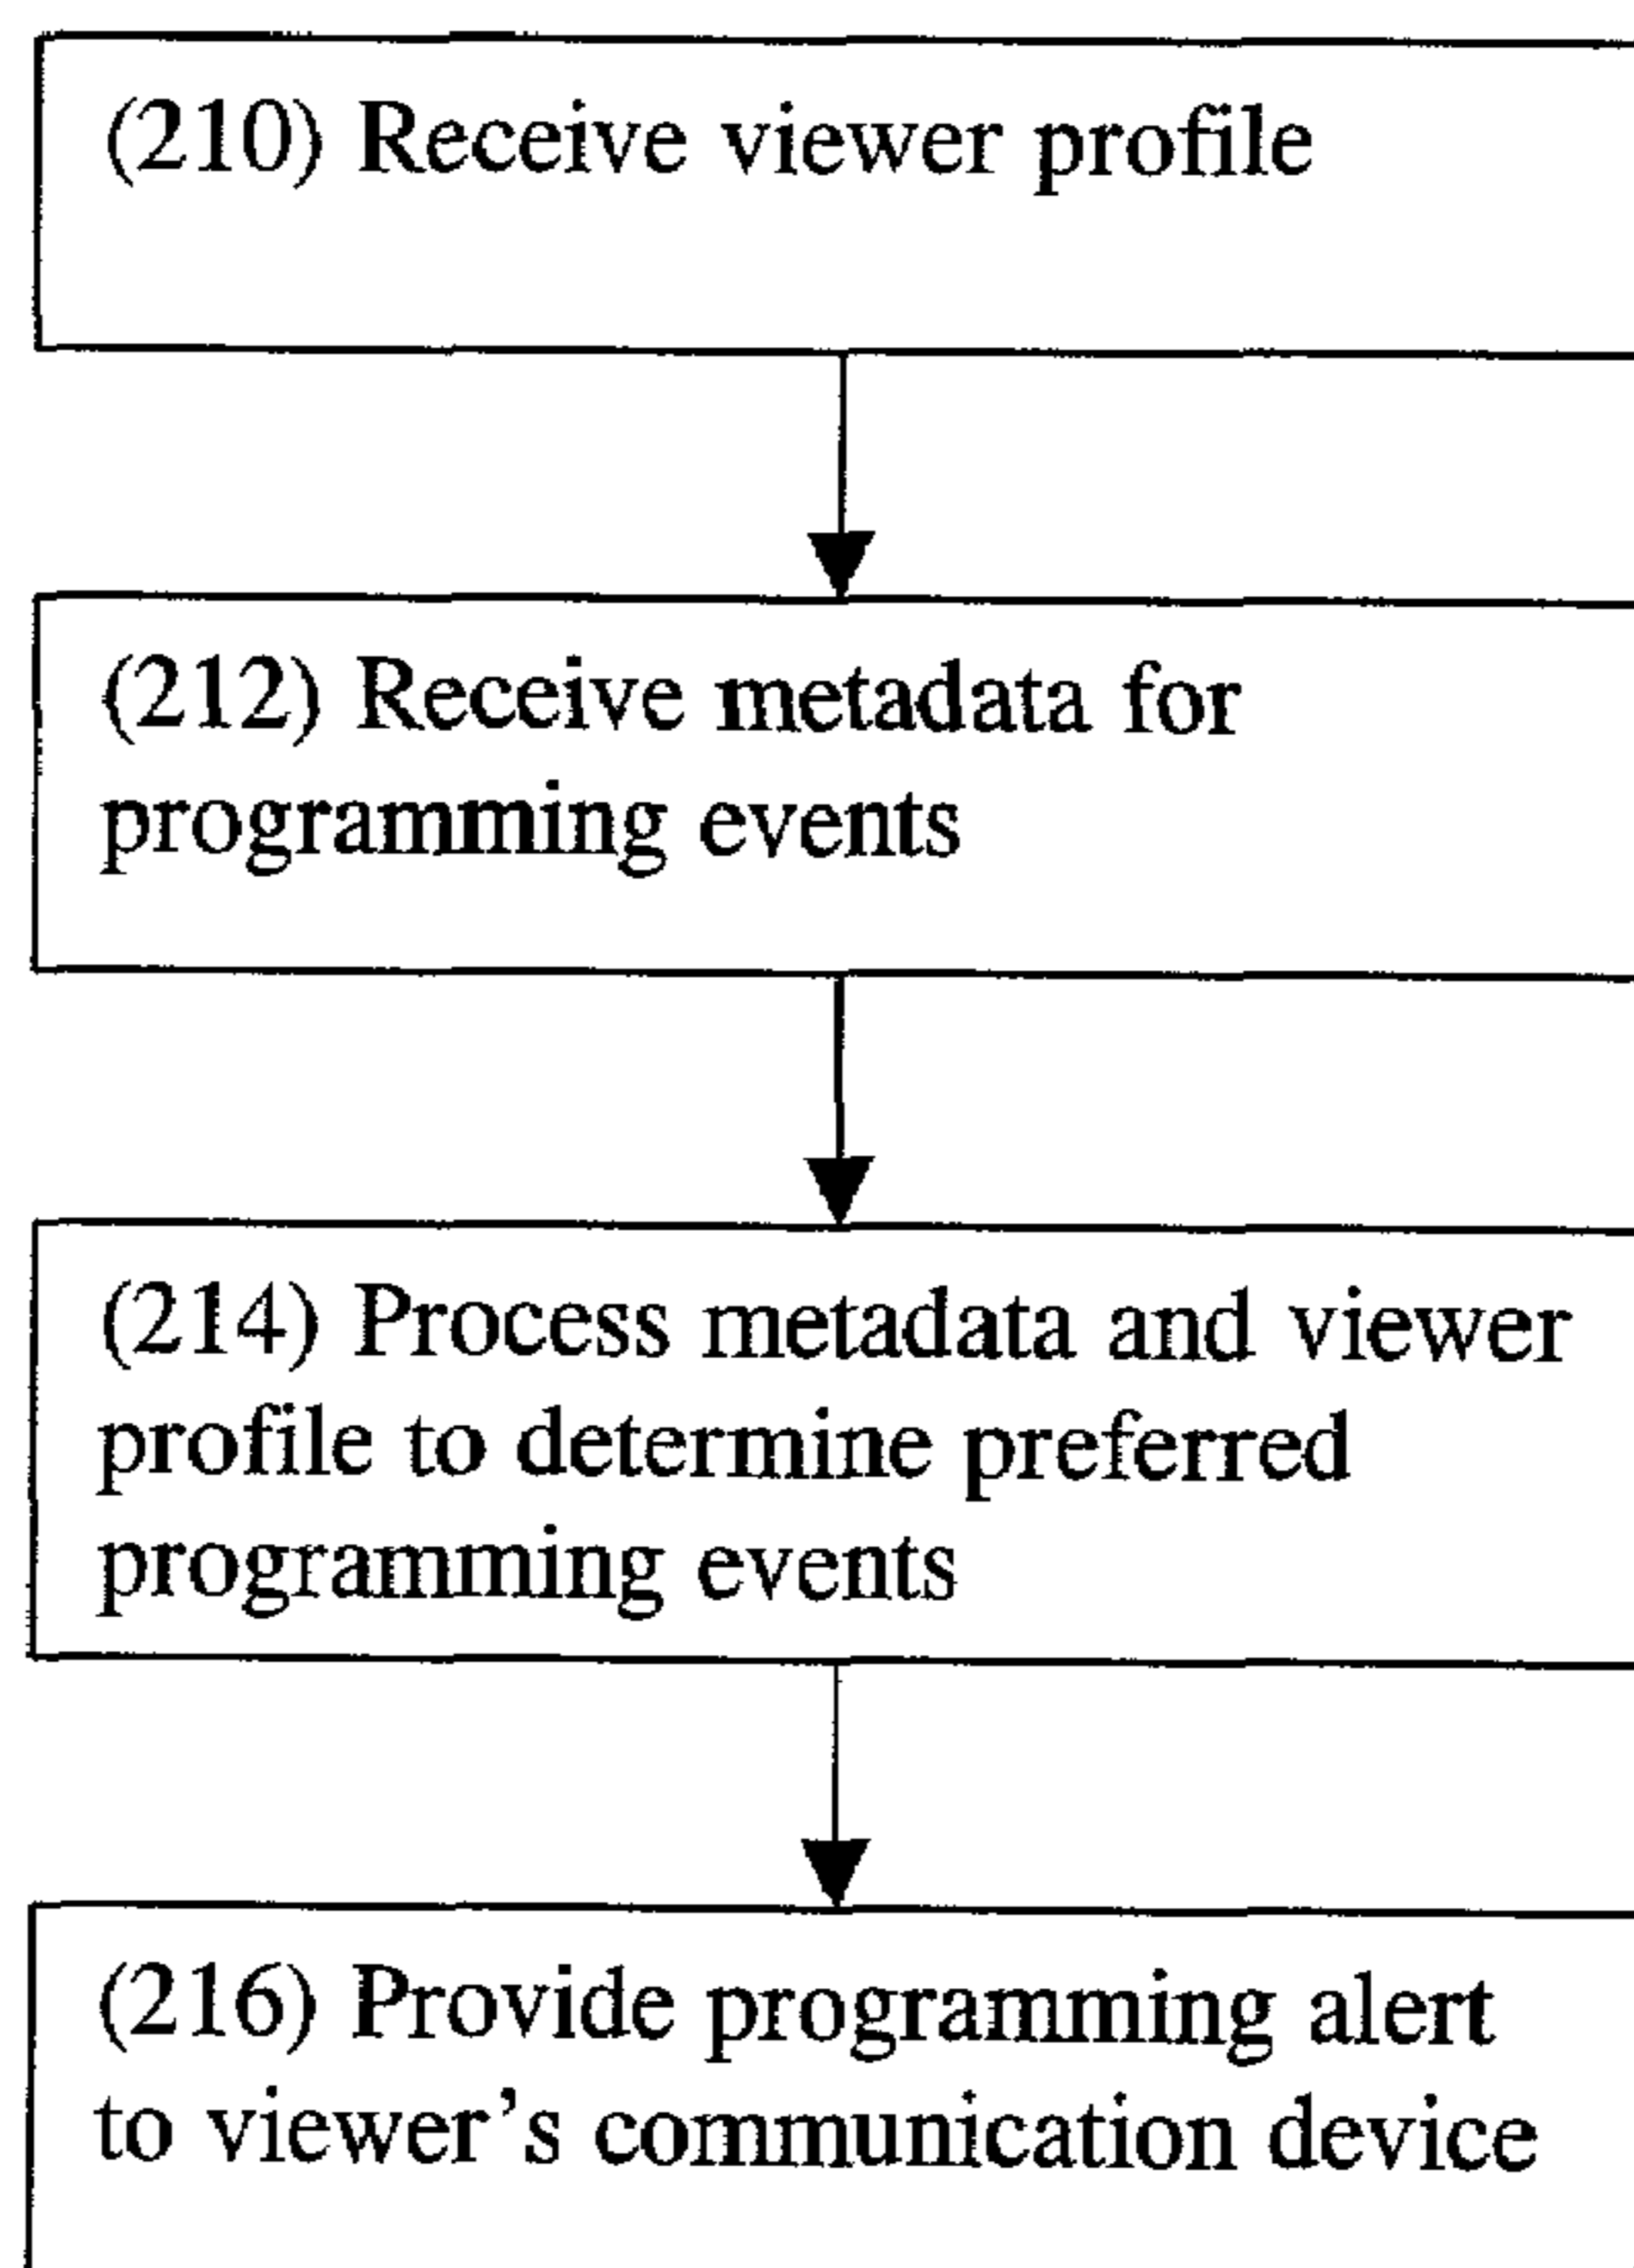 (210) Receive viewer profile
(212) Receive metadata for
programming events
(214) Process metadata and viewer
profile to determine preferred
programming events
(216) Provide programming alert
to viewer's communication device